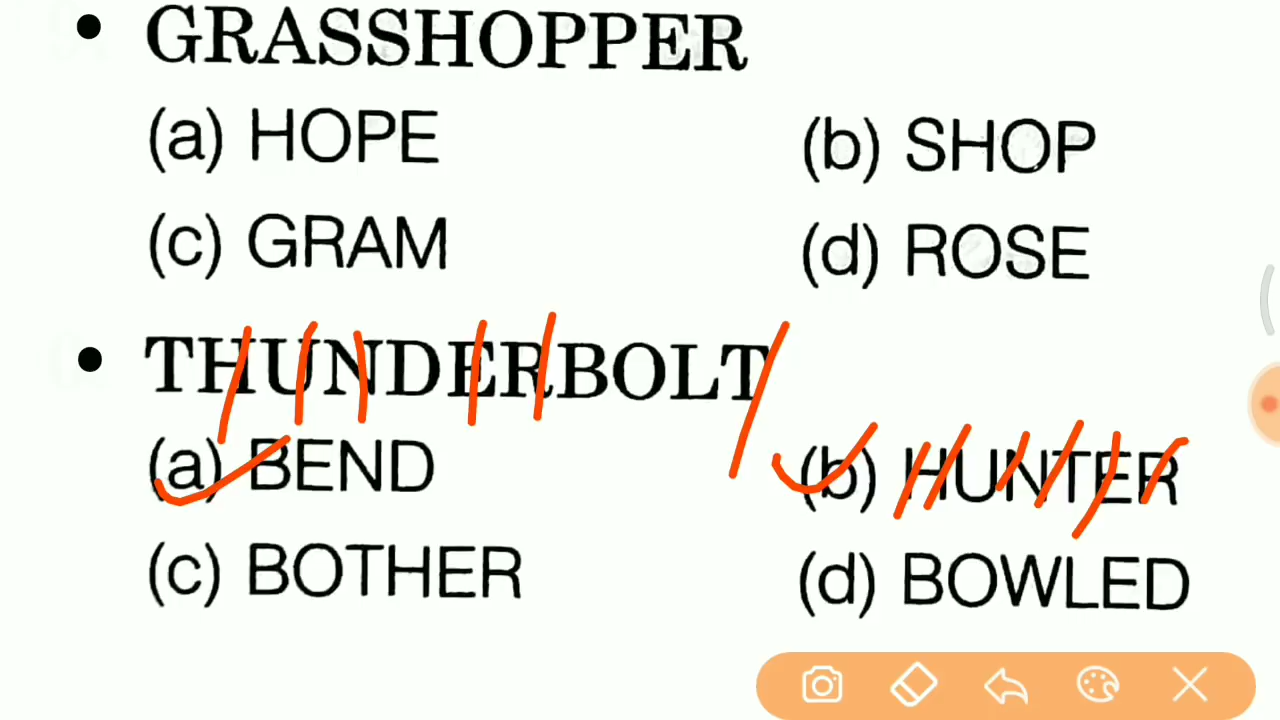 • GRASSHOPPER
(a) HOPE (b) SHOP
(c) GRAM (d) ROSE
• THUNDERBOLT
(a) BEND (b) HUNTER
(c) BOTHER (d) BOWLED